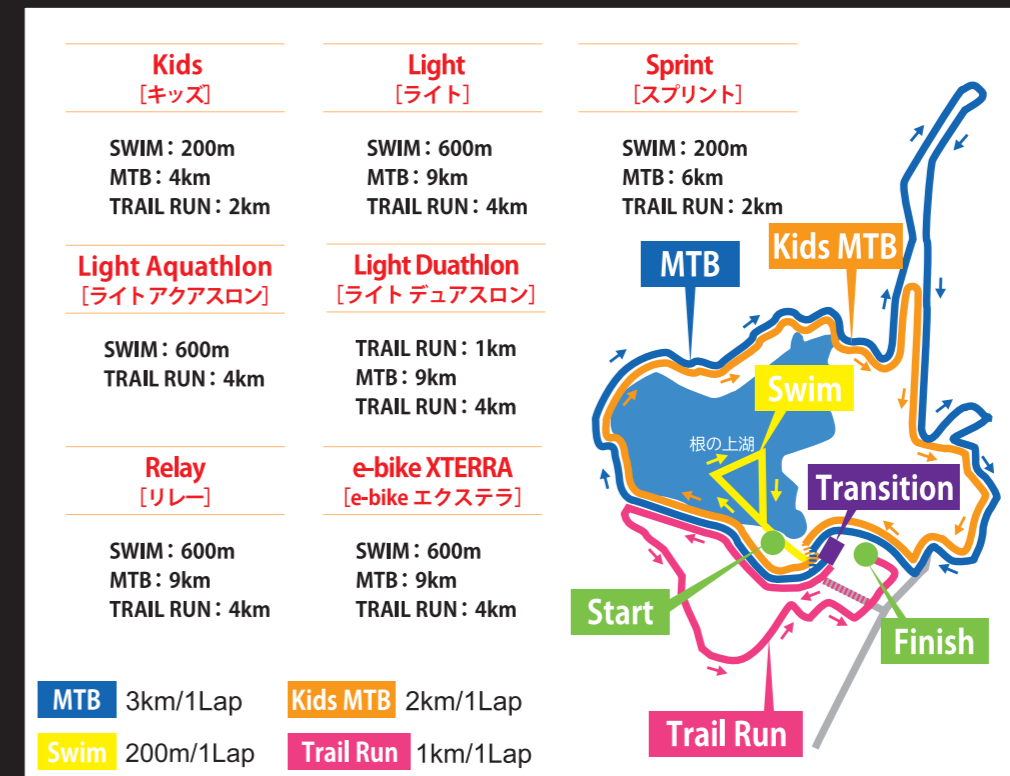 Kids
[キッズ]
SWIM：200m
MTB：4km
TRAIL RUN：2km
Light
[ライト]
SWIM：600m
MTB：9km
TRAIL RUN：4km
Sprint
[スプリント]
SWIM：200m
MTB：6km
TRAIL RUN：2km
Light Aquathlon
[ライト アクアスロン]
SWIM：600m
TRAIL RUN：4km
Light Duathlon
[ライト デュアスロン]
TRAIL RUN：1km
MTB：9km
TRAIL RUN：4km
Relay
[リレー]
SWIM：600m
MTB：9km
TRAIL RUN：4km
e-bike XTERRA
[e-bike エクステラ]
SWIM：600m
MTB：9km
TRAIL RUN：4km
MTB
Kids MTB
Swim
根の上湖
Transition
Start
Finish
Trail Run
MTB 3km/1Lap
Kids MTB 2km/1Lap
Swim 200m/1Lap
Trail Run 1km/1Lap